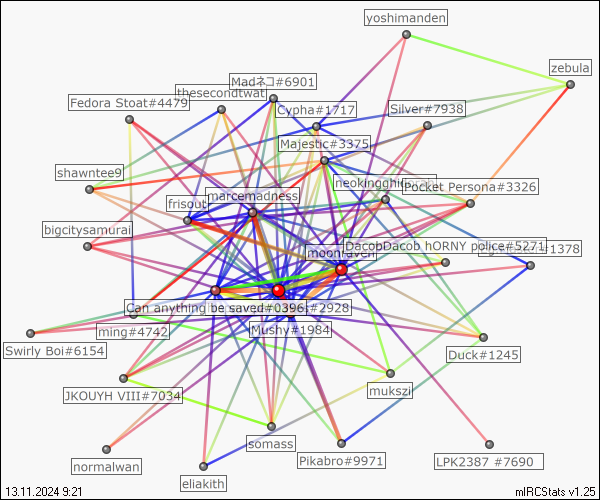 yoshimanden
zebula
Madネコ#6901
thesecondtwat
Fedora Stoat#4479
Cypha#1717
Silver#7938
Majestic#3375
shawntee9
Pocket Persona#3326
marcemadness
frisout
bigcitysamurai
DacobDacob hORNY police#5271
#1378
moonraven
Can anything be saved#0396
#2928
ming#4742
Mushy#1984
Swirly Boi#6154
Duck#1245
JKOUYH VIII#7034
mukszi
somass
Pikabro#9971
LPK2387 #7690
normalwan
eliakith
13.11.2024 9:21
mIRCStats v1.25